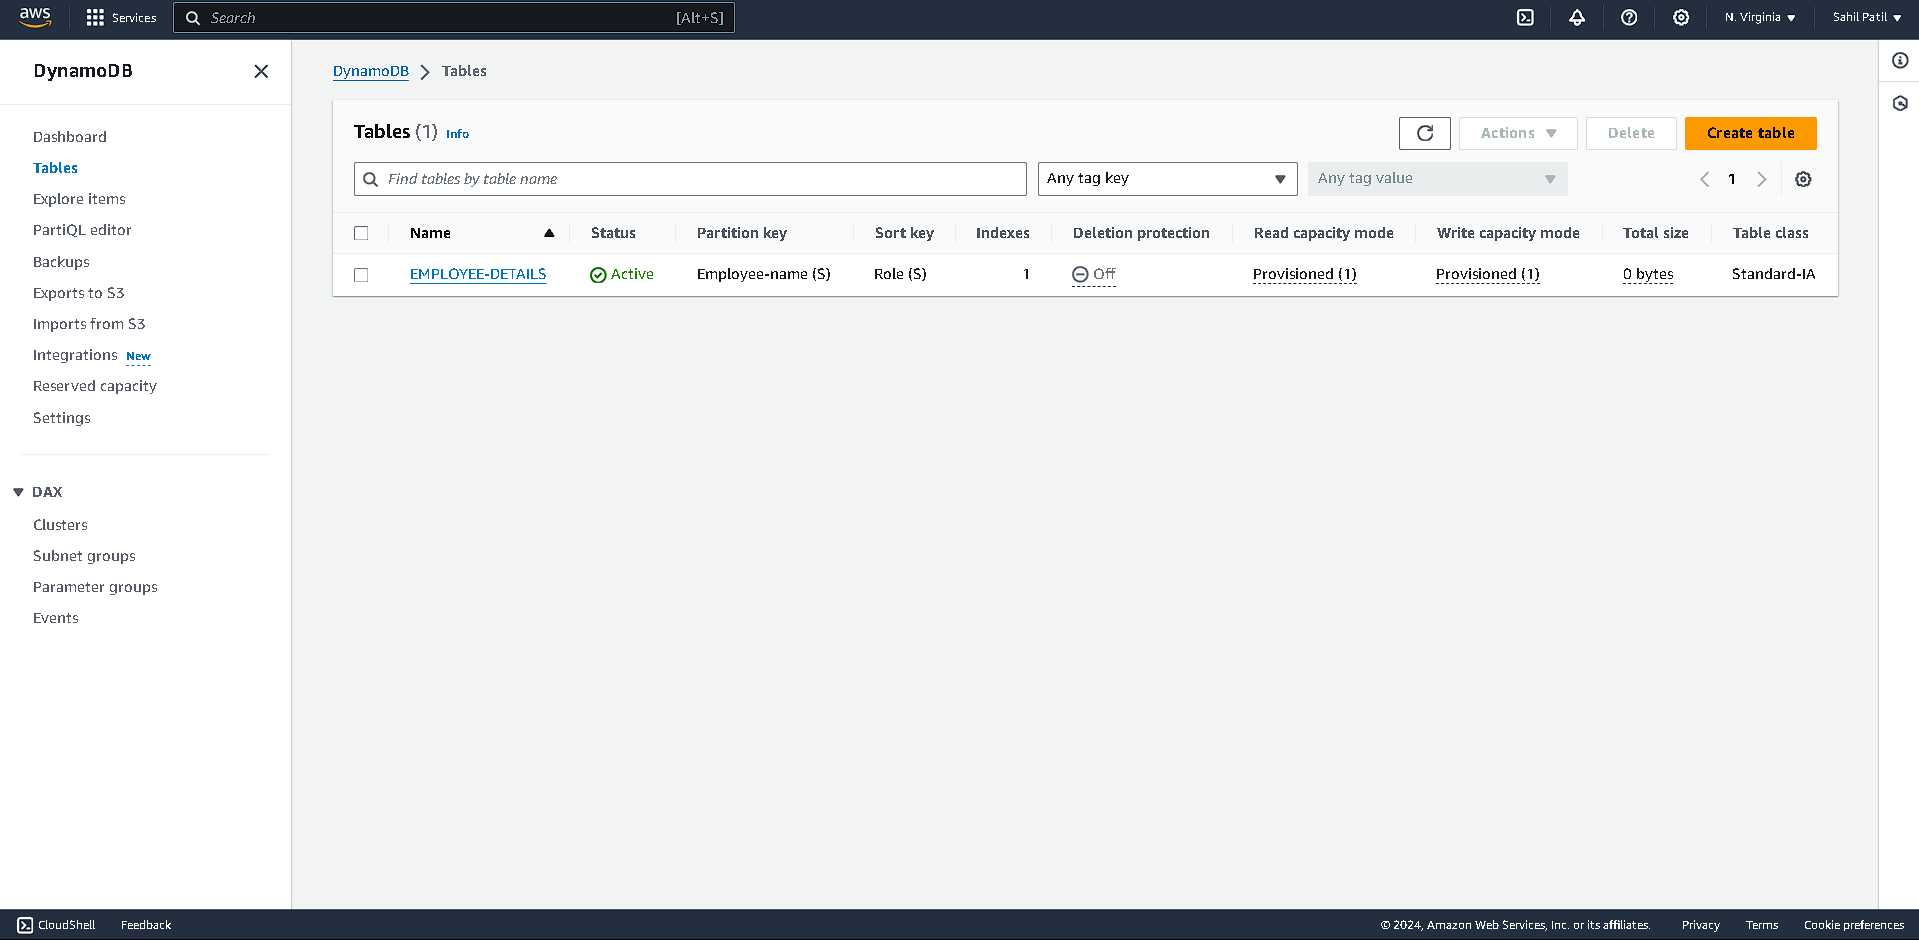 aws Services Search [Alt+S] N. Virginia Sahil Patil
DynamoDB
Dashboard
Tables
Explore items
PartiQL editor
Backups
Exports to S3
Imports from S3
Integrations New
Reserved capacity
Settings
DAX
Clusters
Subnet groups
Parameter groups
Events
DynamoDB > Tables
Tables (1) Info Actions Delete Create table
Find tables by table name Any tag key Any tag value 1
Name Status Partition key Sort key Indexes Deletion protection Read capacity mode Write capacity mode Total size Table class
EMPLOYEE-DETAILS Active Employee-name (S) Role (S) 1 Off Provisioned (1) Provisioned (1) 0 bytes Standard-IA
CloudShell Feedback © 2024, Amazon Web Services, Inc. or its affiliates. Privacy Terms Cookie preferences